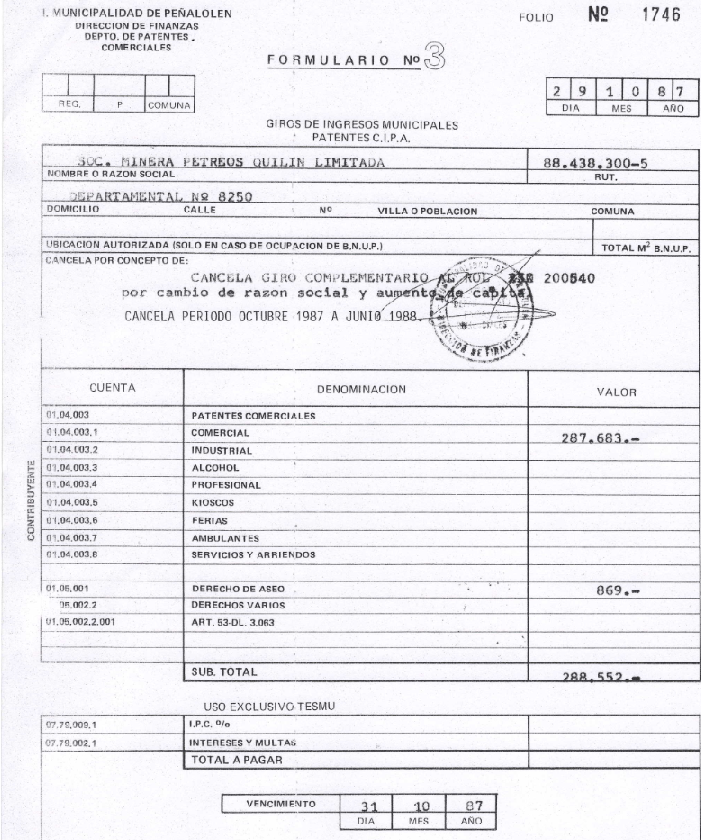 I. MUNICIPALIDAD DE PEÑALOLEN
DIRECCION DE FINANZAS
DEPTO. DE PATENTES .
COMERCIALES
FOLIO Nº 1746
FORMULARIO Nº 3
REG. P COMUNA
2 9 1 0 8 7
DIA MES AÑO
GIROS DE INGRESOS MUNICIPALES
PATENTES C.I.P.A.
SOC. MINERA PETREOS QUILIN LIMITADA 88.438.300-5
NOMBRE O RAZON SOCIAL RUT.
DEPARTAMENTAL Nº 8250
DOMICILIO CALLE Nº VILLA O POBLACION COMUNA
UBICACION AUTORIZADA (SOLO EN CASO DE OCUPACION DE B.N.U.P.) TOTAL M² B.N.U.P.
CANCELA POR CONCEPTO DE:
CANCELA GIRO COMPLEMENTARIO AL ROL 200540
por cambio de razon social y aumento de capital
CANCELA PERIODO OCTUBRE 1987 A JUNIO 1988.
DE FINANZAS
CUENTA DENOMINACION VALOR
01.04.003 PATENTES COMERCIALES
01.04.003.1 COMERCIAL 287.683.-
01.04.003.2 INDUSTRIAL
01.04.003.3 ALCOHOL
01.04.003.4 PROFESIONAL
01.04.003.5 KIOSCOS
01.04.003.6 FERIAS
01.04.003.7 AMBULANTES
01.04.003.8 SERVICIOS Y ARRIENDOS
CONTRIBUYENTE
01.06.001 DERECHO DE ASEO 869.-
06.002.2 DERECHOS VARIOS
01.06.002.2.001 ART. 53-DL. 3.063
SUB. TOTAL 288.552.-
USO EXCLUSIVO TESMU
07.79.009.1 I.P.C. º/o
07.79.002.1 INTERESES Y MULTAS
TOTAL A PAGAR
VENCIMIENTO 31 10 87
DIA MES AÑO